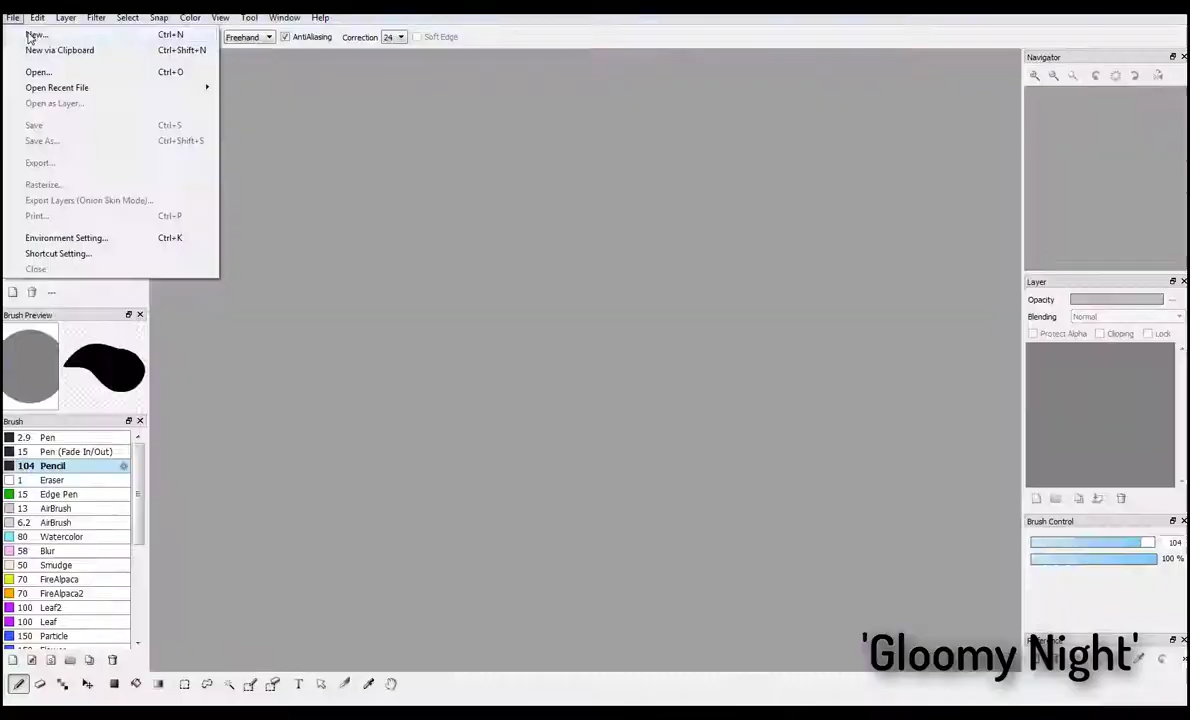 File Edit Layer Filter Select Snap Color View Tool Window Help
New... Ctrl+N
New via Clipboard Ctrl+Shift+N
Open... Ctrl+O
Open Recent File
Open as Layer...
Save Ctrl+S
Save As... Ctrl+Shift+S
Export...
Rasterize...
Export Layers (Onion Skin Mode)...
Print... Ctrl+P
Environment Setting... Ctrl+K
Shortcut Setting...
Close
Freehand AntiAliasing Correction 24 Soft Edge
Brush Preview
Brush
2.9 Pen
15 Pen (Fade In/Out)
104 Pencil
1 Eraser
15 Edge Pen
13 AirBrush
6.2 AirBrush
80 Watercolor
58 Blur
50 Smudge
70 FireAlpaca
70 FireAlpaca2
100 Leaf2
100 Leaf
150 Particle
Navigator
Layer
Opacity
Blending Normal
Protect Alpha Clipping Lock
Brush Control
104
100 %
'Gloomy Night'